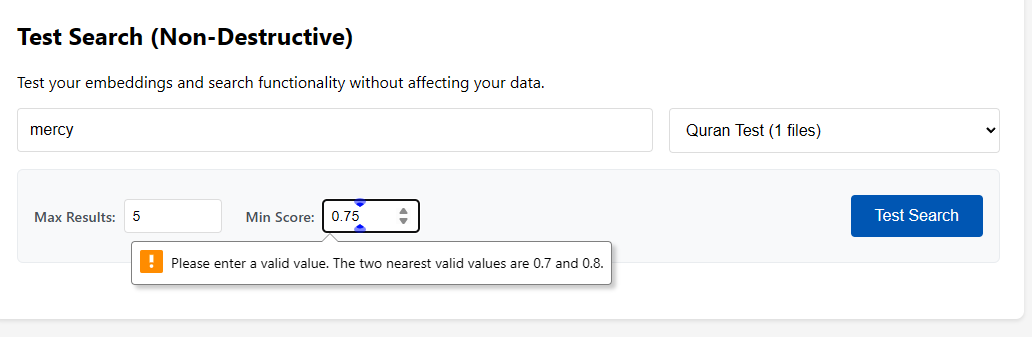 Test Search (Non-Destructive)
Test your embeddings and search functionality without affecting your data.
mercy
Quran Test (1 files)
Max Results: 5 Min Score: 0.75 Test Search
Please enter a valid value. The two nearest valid values are 0.7 and 0.8.